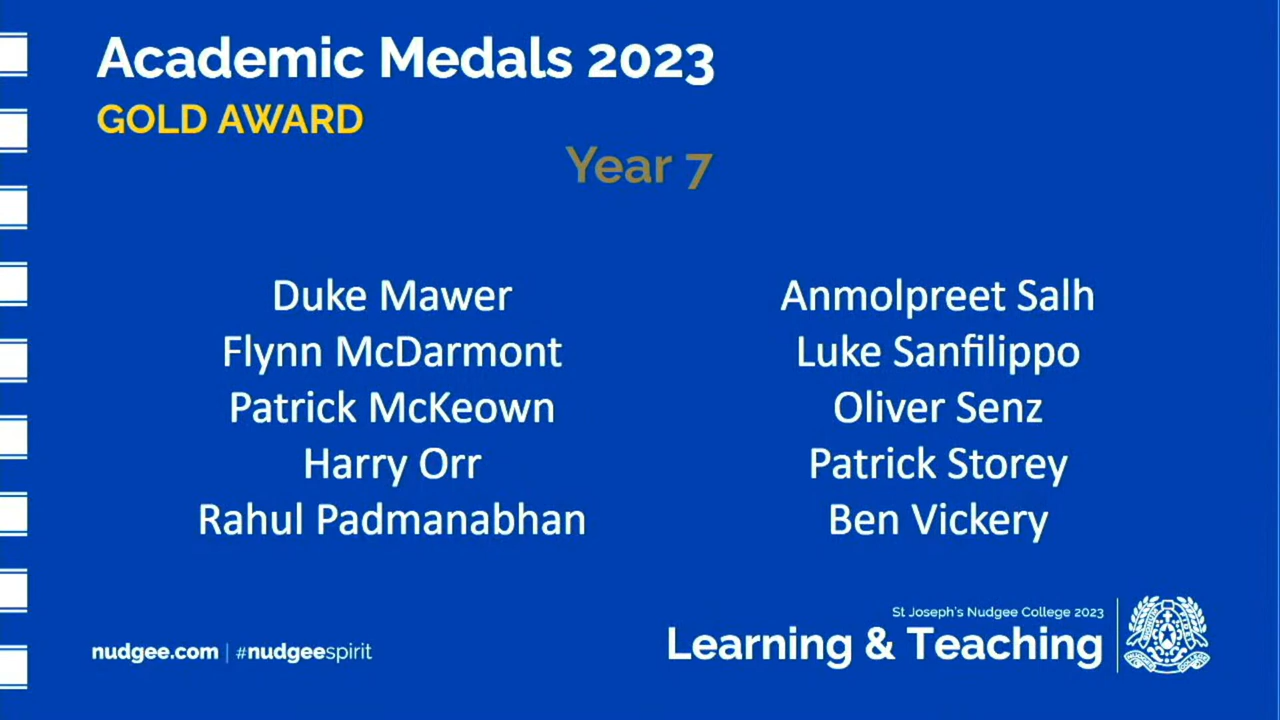 Academic Medals 2023
GOLD AWARD
Year 7
Duke Mawer
Flynn McDarmont
Patrick McKeown
Harry Orr
Rahul Padmanabhan
Anmolpreet Salh
Luke Sanfilippo
Oliver Senz
Patrick Storey
Ben Vickery
nudgee.com | #nudgeespirit
St Joseph's Nudgee College 2023
Learning & Teaching